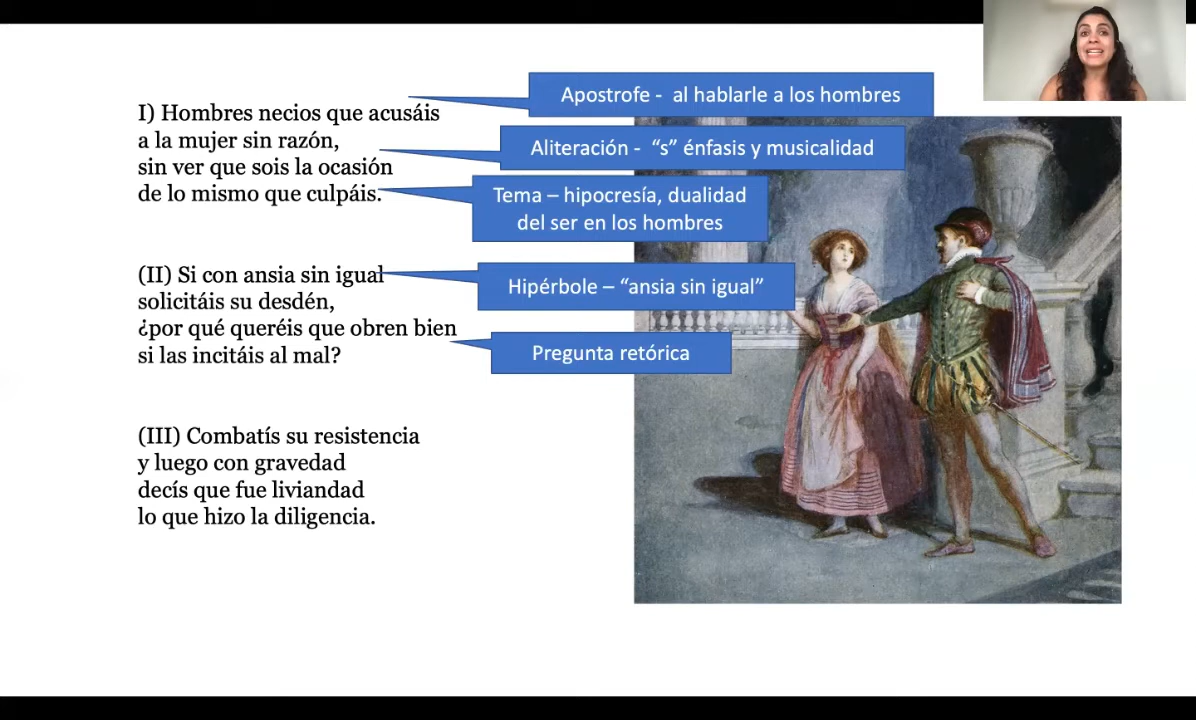 I) Hombres necios que acusáis
a la mujer sin razón,
sin ver que sois la ocasión
de lo mismo que culpáis.
(II) Si con ansia sin igual
solicitáis su desdén,
¿por qué queréis que obren bien
si las incitáis al mal?
(III) Combatís su resistencia
y luego con gravedad
decís que fue liviandad
lo que hizo la diligencia.
Apostrofe - al hablarle a los hombres
Aliteración - “s” énfasis y musicalidad
Tema – hipocresía, dualidad
del ser en los hombres
Hipérbole – “ansia sin igual”
Pregunta retórica